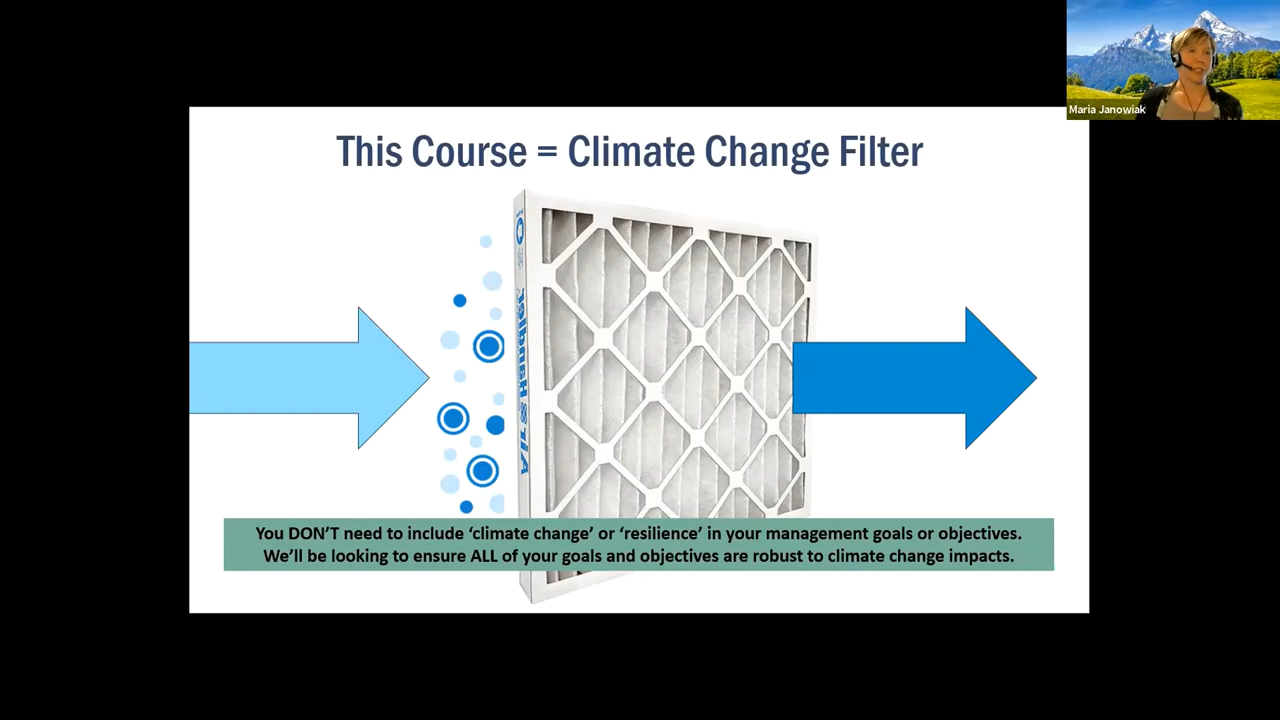 Maria Janowiak
This Course = Climate Change Filter
You DON'T need to include ‘climate change’ or ‘resilience’ in your management goals or objectives.
We'll be looking to ensure ALL of your goals and objectives are robust to climate change impacts.